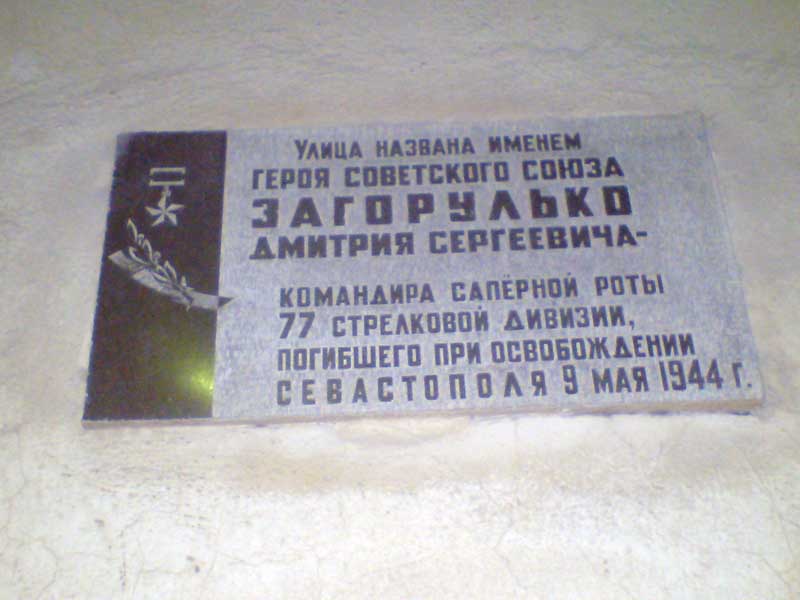 Улица названа именем
Героя Советского Союза
ЗАГОРУЛЬКО
Дмитрия Сергеевича-
командира сапёрной роты
77 стрелковой дивизии,
погибшего при освобождении
Севастополя 9 мая 1944 г.